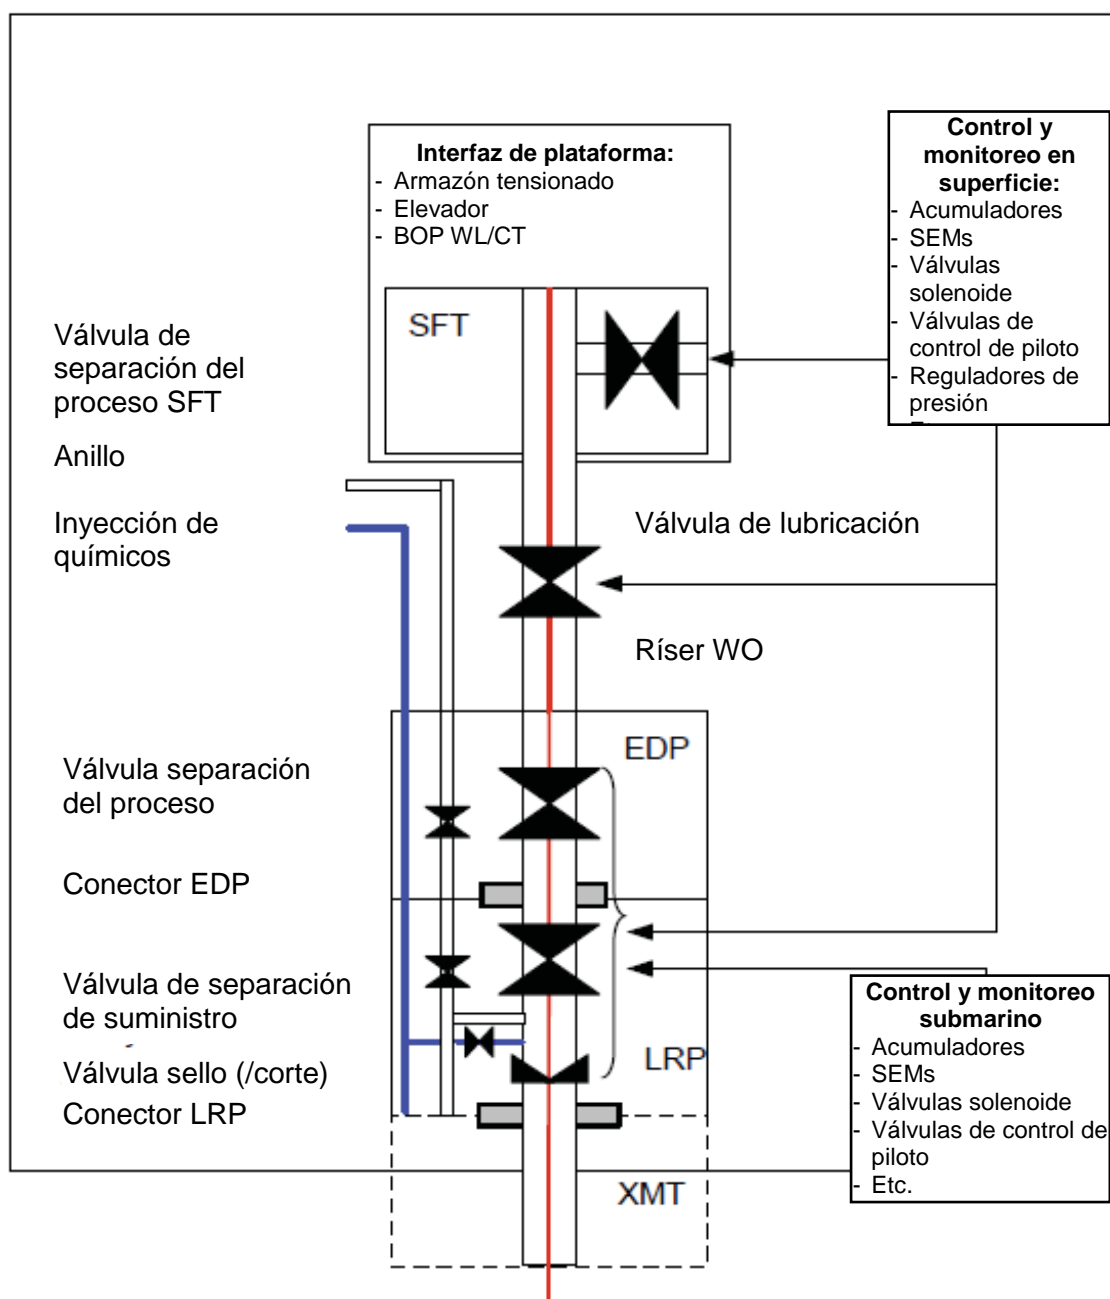 Interfaz de plataforma:
- Armazón tensionado
- Elevador
- BOP WL/CT
Control y
monitoreo en
superficie:
- Acumuladores
- SEMs
- Válvulas
solenoide
- Válvulas de
control de piloto
- Reguladores de
presión
SFT
Válvula de
separación del
proceso SFT
Anillo
Inyección de
químicos
Válvula de lubricación
Ríser WO
EDP
Válvula separación
del proceso
Conector EDP
Válvula de separación
de suministro
Válvula sello (/corte)
Conector LRP
LRP
Control y monitoreo
submarino
- Acumuladores
- SEMs
- Válvulas solenoide
- Válvulas de control de
piloto
- Etc.
XMT